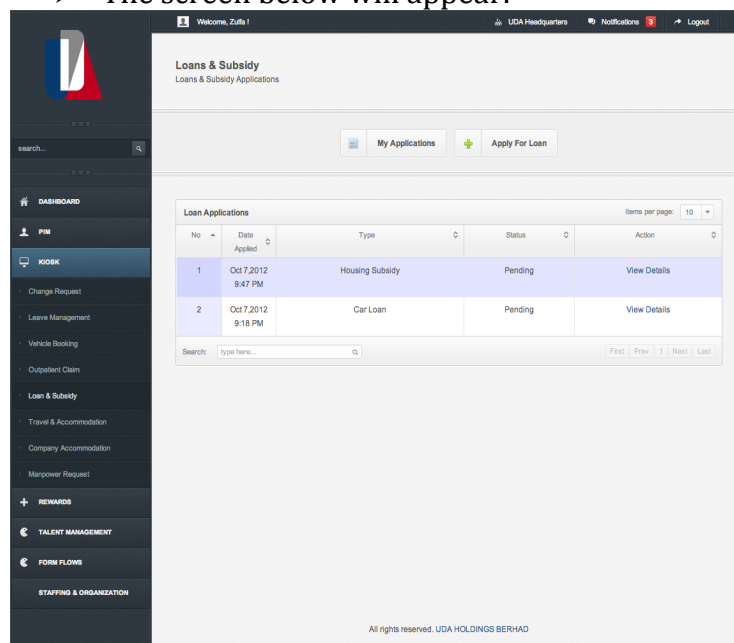 The screen below will appear:
Welcome, Zulfa !
UDA Headquarters
Notifications 3
Logout
Loans & Subsidy
Loans & Subsidy Applications
search...
My Applications
Apply For Loan
DASHBOARD
PIM
KIOSK
Change Request
Leave Management
Vehicle Booking
Outpatient Claim
Loan & Subsidy
Travel & Accommodation
Company Accommodation
Manpower Request
REWARDS
TALENT MANAGEMENT
FORM FLOWS
STAFFING & ORGANIZATION
Loan Applications
Items per page: 10
No Date Applied Type Status Action
1 Oct 7,2012 Housing Subsidy Pending View Details
9:47 PM
2 Oct 7,2012 Car Loan Pending View Details
9:18 PM
Search: type here...
First Prev 1 Next Last
All rights reserved. UDA HOLDINGS BERHAD